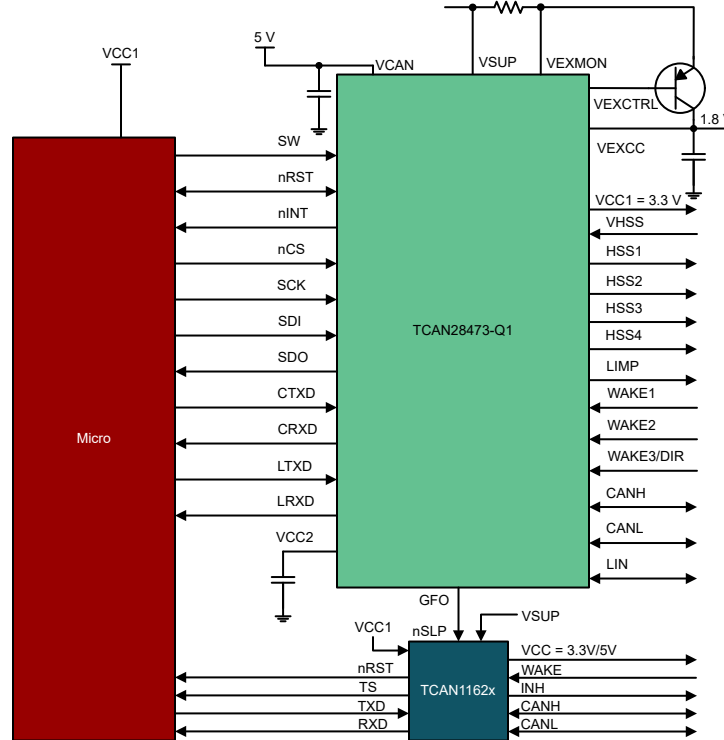 5 V
VCC1
VCAN
VSUP
VEXMON
VEXCTRL
1.8 V
VEXCC
SW
nRST
nINT
nCS
SCK
SDI
SDO
CTXD
CRXD
LTXD
LRXD
VCC2
Micro
TCAN28473-Q1
VCC1 = 3.3 V
VHSS
HSS1
HSS2
HSS3
HSS4
LIMP
WAKE1
WAKE2
WAKE3/DIR
CANH
CANL
LIN
GFO
nSLP
VSUP
VCC1
TCAN1162x
nRST
TS
TXD
RXD
VCC = 3.3V/5V
WAKE
INH
CANH
CANL